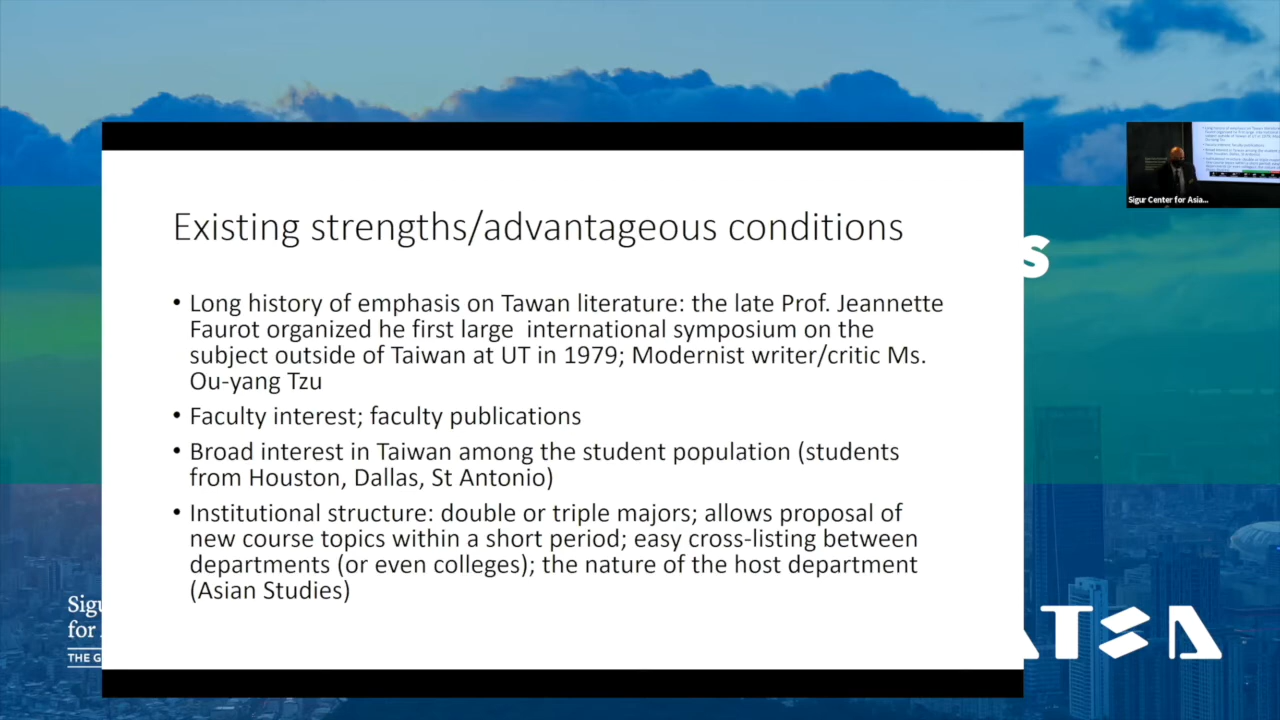 Existing strengths/advantageous conditions
• Long history of emphasis on Tawan literature: the late Prof. Jeannette
Faurot organized he first large  international symposium on the
subject outside of Taiwan at UT in 1979; Modernist writer/critic Ms.
Ou-yang Tzu
• Faculty interest; faculty publications
• Broad interest in Taiwan among the student population (students
from Houston, Dallas, St Antonio)
• Institutional structure: double or triple majors; allows proposal of
new course topics within a short period; easy cross-listing between
departments (or even colleges); the nature of the host department
(Asian Studies)
Sigur Center for Asia...
s
Sigu
for
THE G